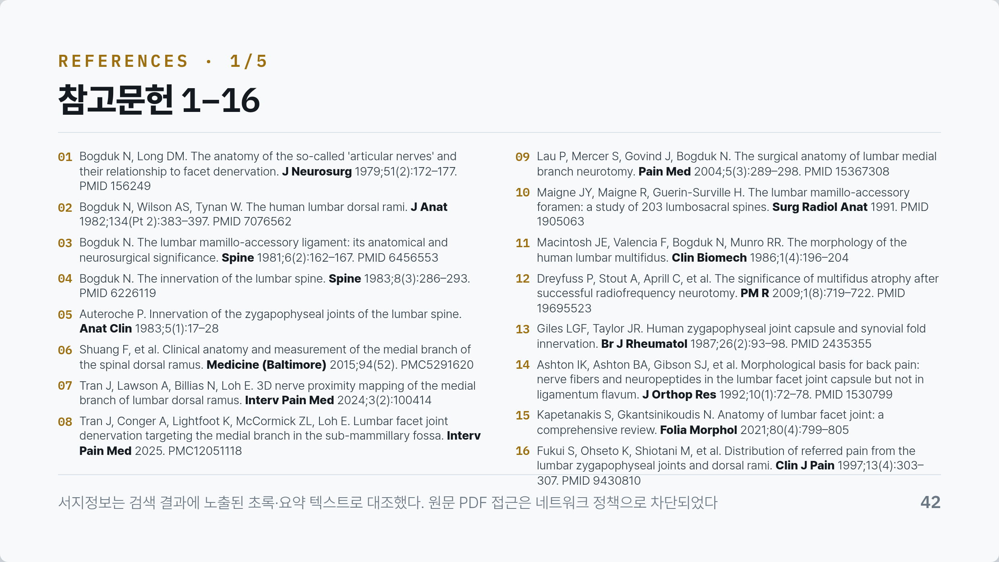 REFERENCES · 1/5
참고문헌 1–16
01 Bogduk N, Long DM. The anatomy of the so-called 'articular nerves' and
their relationship to facet denervation. J Neurosurg 1979;51(2):172–177.
PMID 156249
02 Bogduk N, Wilson AS, Tynan W. The human lumbar dorsal rami. J Anat
1982;134(Pt 2):383–397. PMID 7076562
03 Bogduk N. The lumbar mamillo-accessory ligament: its anatomical and
neurosurgical significance. Spine 1981;6(2):162–167. PMID 6456553
04 Bogduk N. The innervation of the lumbar spine. Spine 1983;8(3):286–293.
PMID 6226119
05 Auteroche P. Innervation of the zygapophyseal joints of the lumbar spine.
Anat Clin 1983;5(1):17–28
06 Shuang F, et al. Clinical anatomy and measurement of the medial branch of
the spinal dorsal ramus. Medicine (Baltimore) 2015;94(52). PMC5291620
07 Tran J, Lawson A, Billias N, Loh E. 3D nerve proximity mapping of the medial
branch of lumbar dorsal ramus. Interv Pain Med 2024;3(2):100414
08 Tran J, Conger A, Lightfoot K, McCormick ZL, Loh E. Lumbar facet joint
denervation targeting the medial branch in the sub-mammillary fossa. Interv
Pain Med 2025. PMC12051118
09 Lau P, Mercer S, Govind J, Bogduk N. The surgical anatomy of lumbar medial
branch neurotomy. Pain Med 2004;5(3):289–298. PMID 15367308
10 Maigne JY, Maigne R, Guerin-Surville H. The lumbar mamillo-accessory
foramen: a study of 203 lumbosacral spines. Surg Radiol Anat 1991. PMID
1905063
11 Macintosh JE, Valencia F, Bogduk N, Munro RR. The morphology of the
human lumbar multifidus. Clin Biomech 1986;1(4):196–204
12 Dreyfuss P, Stout A, Aprill C, et al. The significance of multifidus atrophy after
successful radiofrequency neurotomy. PM R 2009;1(8):719–722. PMID
19695523
13 Giles LGF, Taylor JR. Human zygapophyseal joint capsule and synovial fold
innervation. Br J Rheumatol 1987;26(2):93–98. PMID 2435355
14 Ashton IK, Ashton BA, Gibson SJ, et al. Morphological basis for back pain:
nerve fibers and neuropeptides in the lumbar facet joint capsule but not in
ligamentum flavum. J Orthop Res 1992;10(1):72–78. PMID 1530799
15 Kapetanakis S, Gkantsinikoudis N. Anatomy of lumbar facet joint: a
comprehensive review. Folia Morphol 2021;80(4):799–805
16 Fukui S, Ohseto K, Shiotani M, et al. Distribution of referred pain from the
lumbar zygapophyseal joints and dorsal rami. Clin J Pain 1997;13(4):303–
307. PMID 9430810
서지정보는 검색 결과에 노출된 초록·요약 텍스트로 대조했다. 원문 PDF 접근은 네트워크 정책으로 차단되었다
42